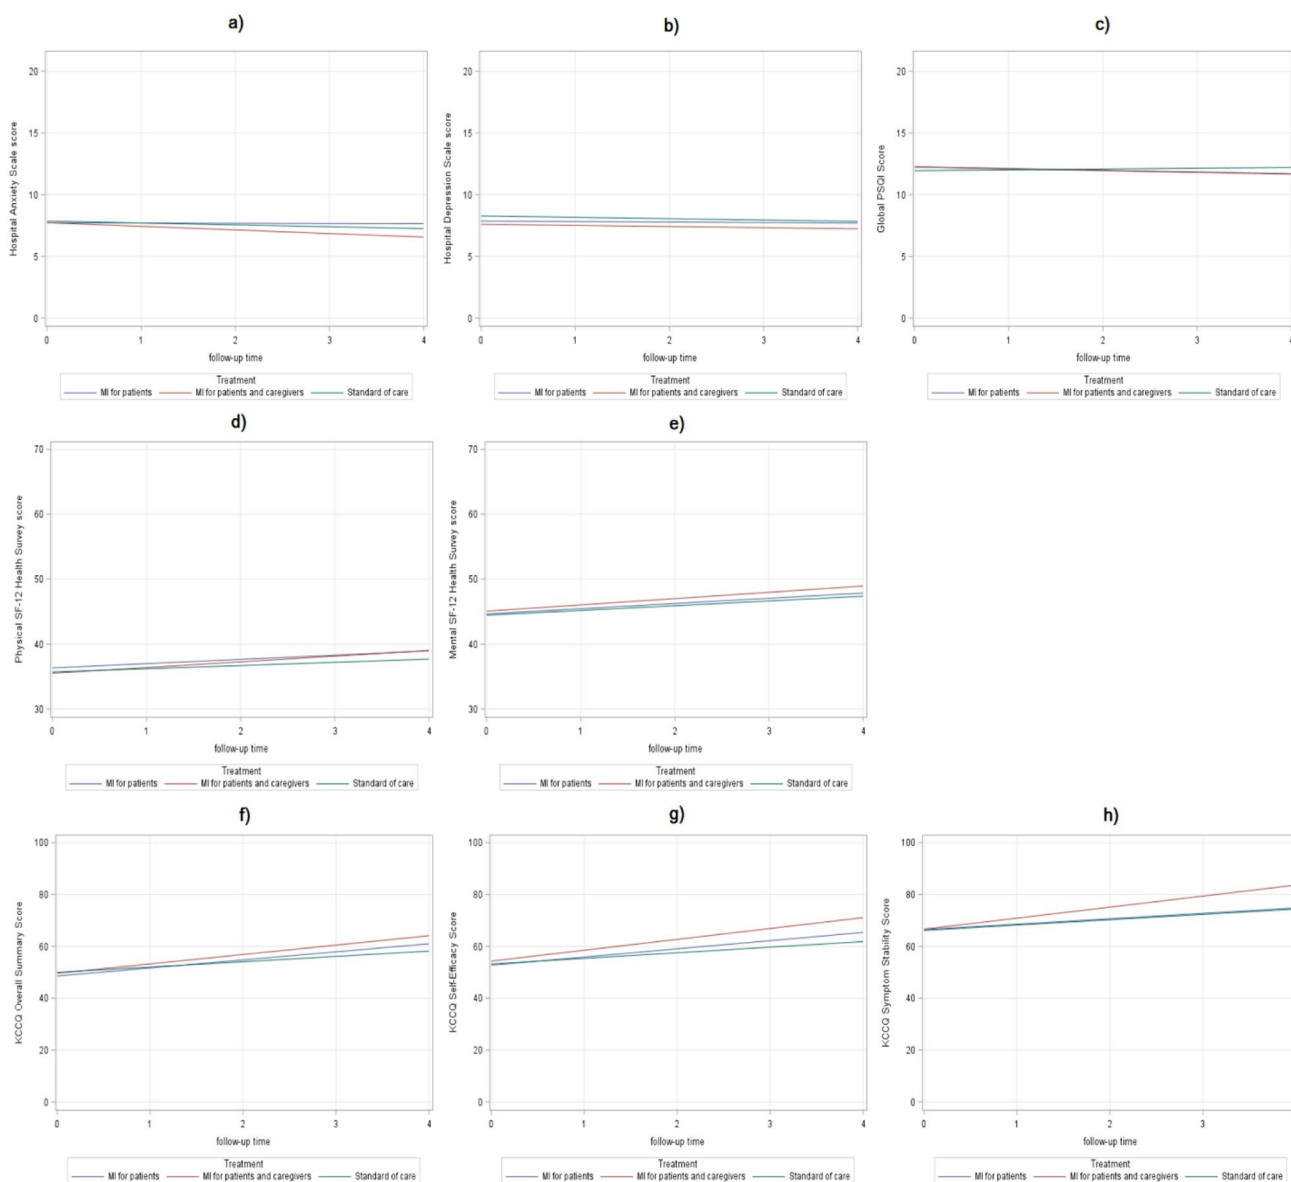 a)
Hospital Anxiety Scale score
20
15
10
5
0
0 1 2 3 4
follow-up time
Treatment
MI for patients MI for patients and caregivers Standard of care
b)
Hospital Depression Scale score
20
15
10
5
0
0 1 2 3 4
follow-up time
Treatment
MI for patients MI for patients and caregivers Standard of care
c)
Global PSQI Score
20
15
10
5
0
0 1 2 3 4
follow-up time
Treatment
MI for patients MI for patients and caregivers Standard of care
d)
Physical SF-12 Health Survey score
70
60
50
40
30
0 1 2 3 4
follow-up time
Treatment
MI for patients MI for patients and caregivers Standard of care
e)
Mental SF-12 Health Survey score
70
60
50
40
30
0 1 2 3 4
follow-up time
Treatment
MI for patients MI for patients and caregivers Standard of care
f)
KCCQ Overall Summary Score
100
80
60
40
20
0
0 1 2 3 4
follow-up time
Treatment
MI for patients MI for patients and caregivers Standard of care
g)
KCCQ Self-Efficacy Score
100
80
60
40
20
0
0 1 2 3 4
follow-up time
Treatment
MI for patients MI for patients and caregivers Standard of care
h)
KCCQ Symptom Stability Score
100
80
60
40
20
0
0 1 2 3
follow-up time
Treatment
MI for patients MI for patients and caregivers Standard of care